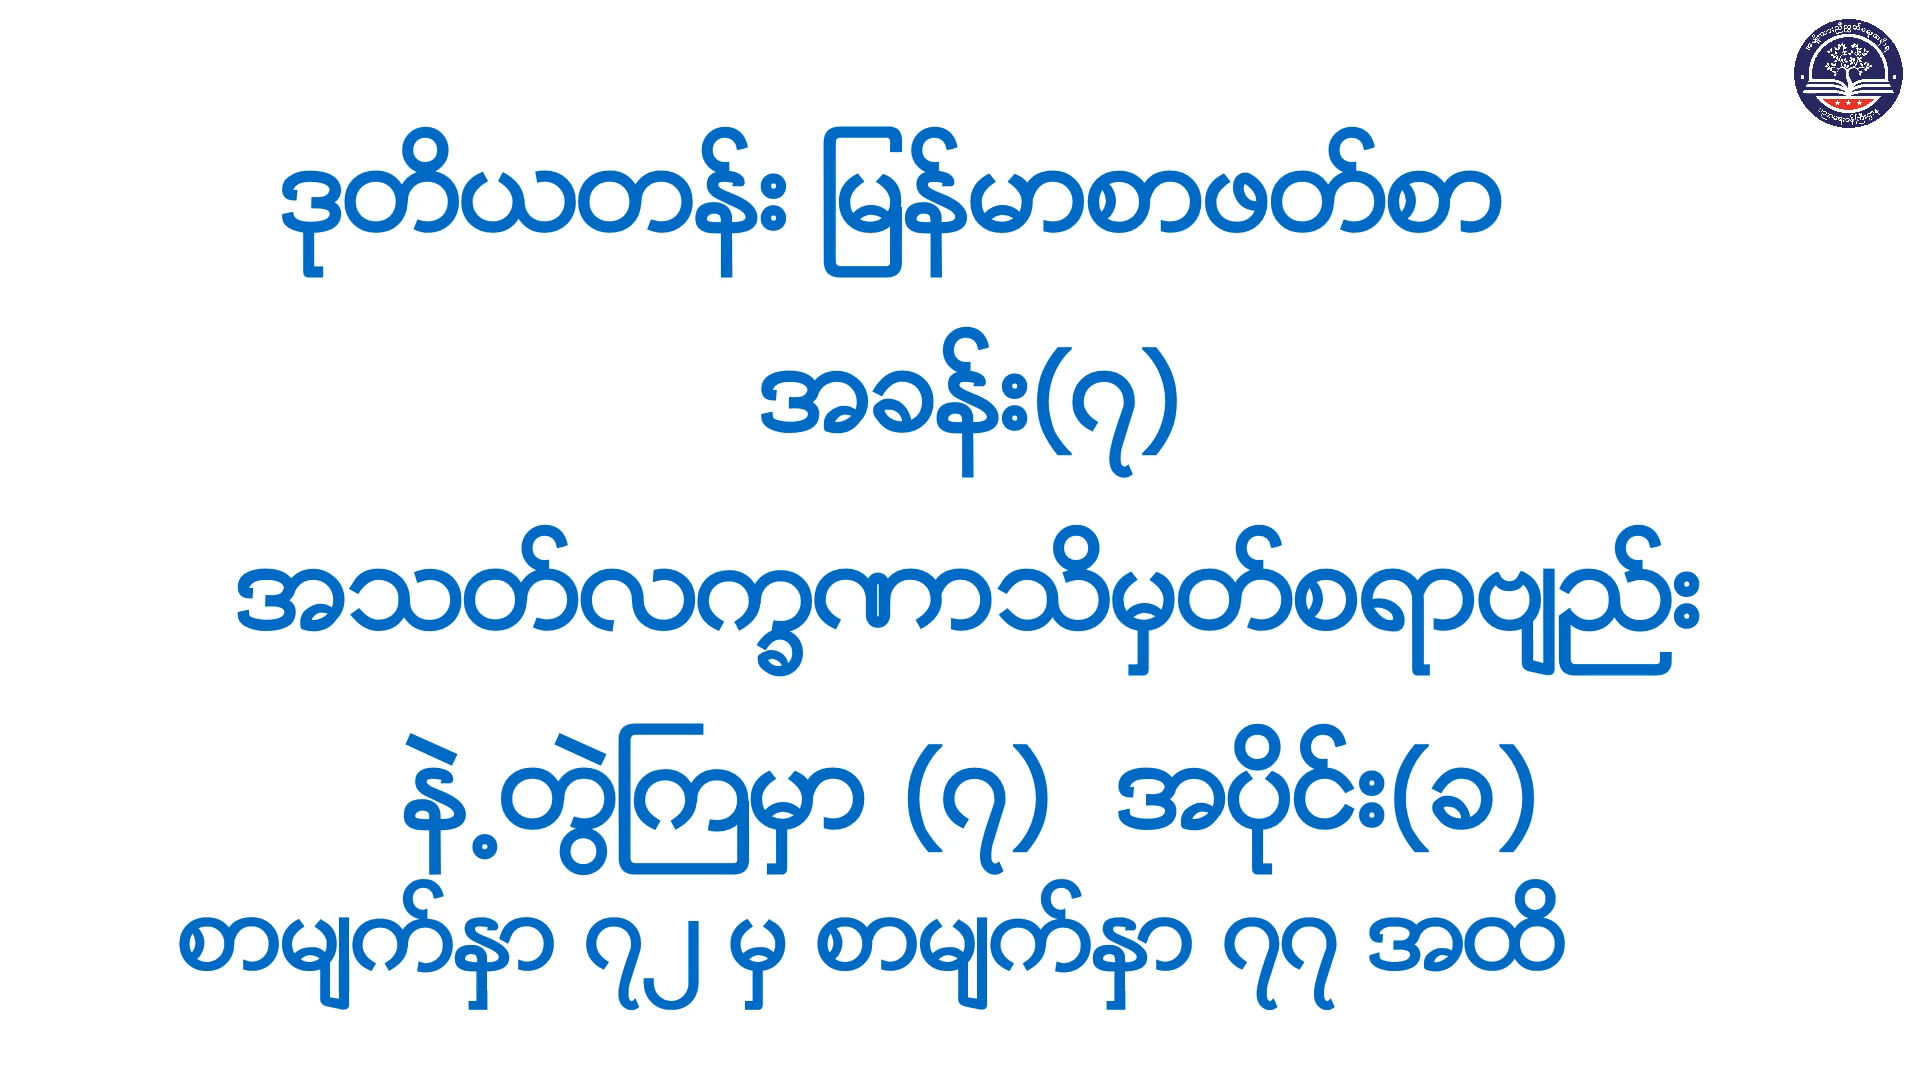 ဒုတိယတန်း မြန်မာစာဖတ်စာ
အခန်း(၇)
အသတ်လက္ခဏာသိမှတ်စရာဗျည်း
နဲ့တွဲကြမှာ (၇) အပိုင်း(ခ)
စာမျက်နှာ ၇၂ မှ စာမျက်နှာ ၇၇ အထိ